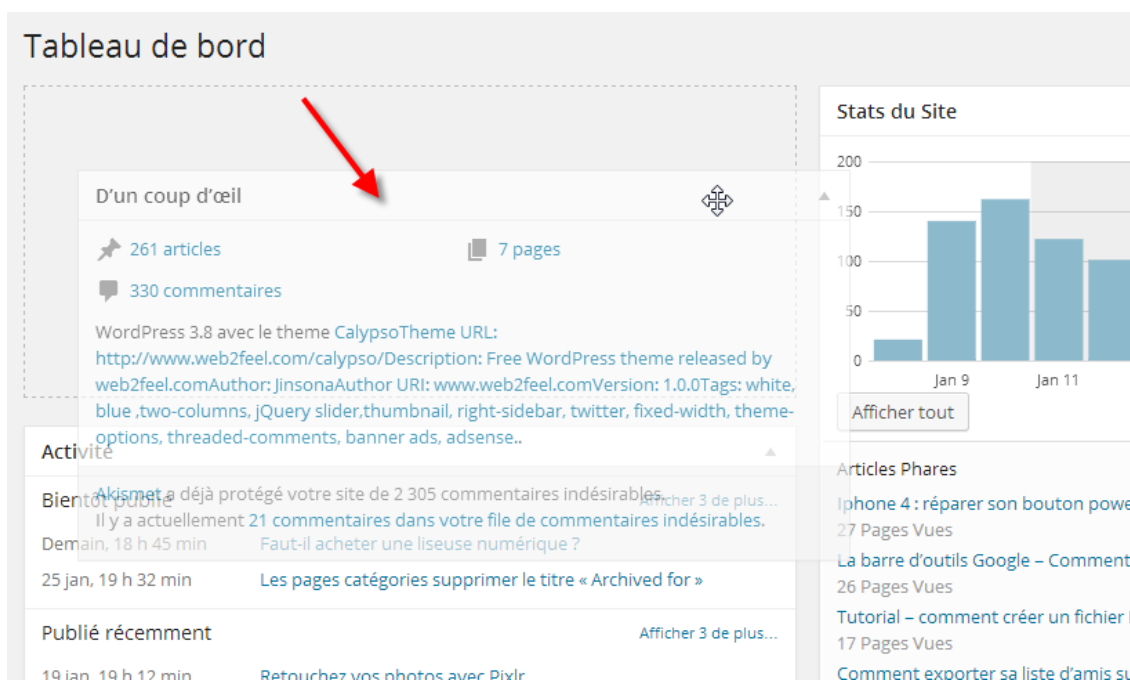 Tableau de bord
D'un coup d'œil
261 articles
7 pages
330 commentaires
WordPress 3.8 avec le theme CalypsoTheme URL:
http://www.web2feel.com/calypso/Description: Free WordPress theme released by
web2feel.comAuthor: JinsonaAuthor URI: www.web2feel.comVersion: 1.0.0Tags: white,
blue ,two-columns, jQuery slider,thumbnail, right-sidebar, twitter, fixed-width, theme-
options, threaded-comments, banner ads, adsense..
Akismet a déjà protégé votre site de 2 305 commentaires indésirables.
Il y a actuellement 21 commentaires dans votre file de commentaires indésirables.
Activité
Bientôt publié
Afficher 3 de plus...
Demain, 18 h 45 min
Faut-il acheter une liseuse numérique ?
25 jan, 19 h 32 min
Les pages catégories supprimer le titre « Archived for »
Publié récemment
Afficher 3 de plus...
19 jan, 19 h 12 min
Retouchez vos photos avec Pixlr
Stats du Site
200
150
100
50
0
Jan 9
Jan 11
Afficher tout
Articles Phares
Iphone 4 : réparer son bouton powe
27 Pages Vues
La barre d'outils Google – Comment
26 Pages Vues
Tutorial – comment créer un fichier
17 Pages Vues
Comment exporter sa liste d'amis su